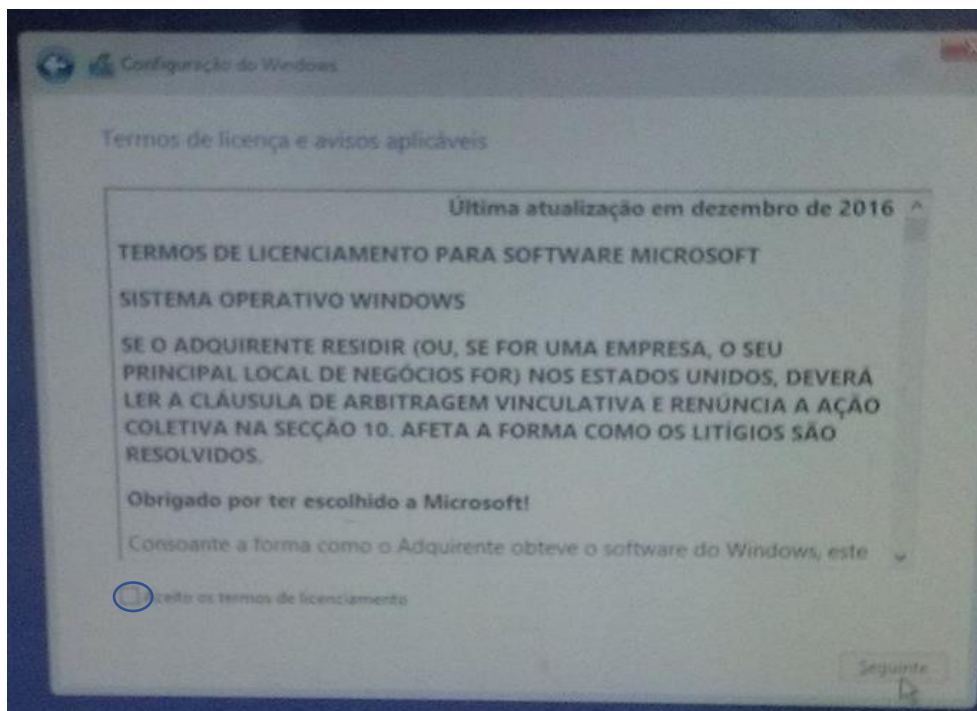 Configuração do Windows
Termos de licença e avisos aplicáveis
Última atualização em dezembro de 2016
TERMOS DE LICENCIAMENTO PARA SOFTWARE MICROSOFT
SISTEMA OPERATIVO WINDOWS
SE O ADQUIRENTE RESIDIR (OU, SE FOR UMA EMPRESA, O SEU
PRINCIPAL LOCAL DE NEGÓCIOS FOR) NOS ESTADOS UNIDOS, DEVERÁ
LER A CLÁUSULA DE ARBITRAGEM VINCULATIVA E RENÚNCIA A AÇÃO
COLETIVA NA SECÇÃO 10. AFETA A FORMA COMO OS LITÍGIOS SÃO
RESOLVIDOS.
Obrigado por ter escolhido a Microsoft!
Consoante a forma como o Adquirente obteve o software do Windows, este
Aceito os termos de licenciamento
Seguinte